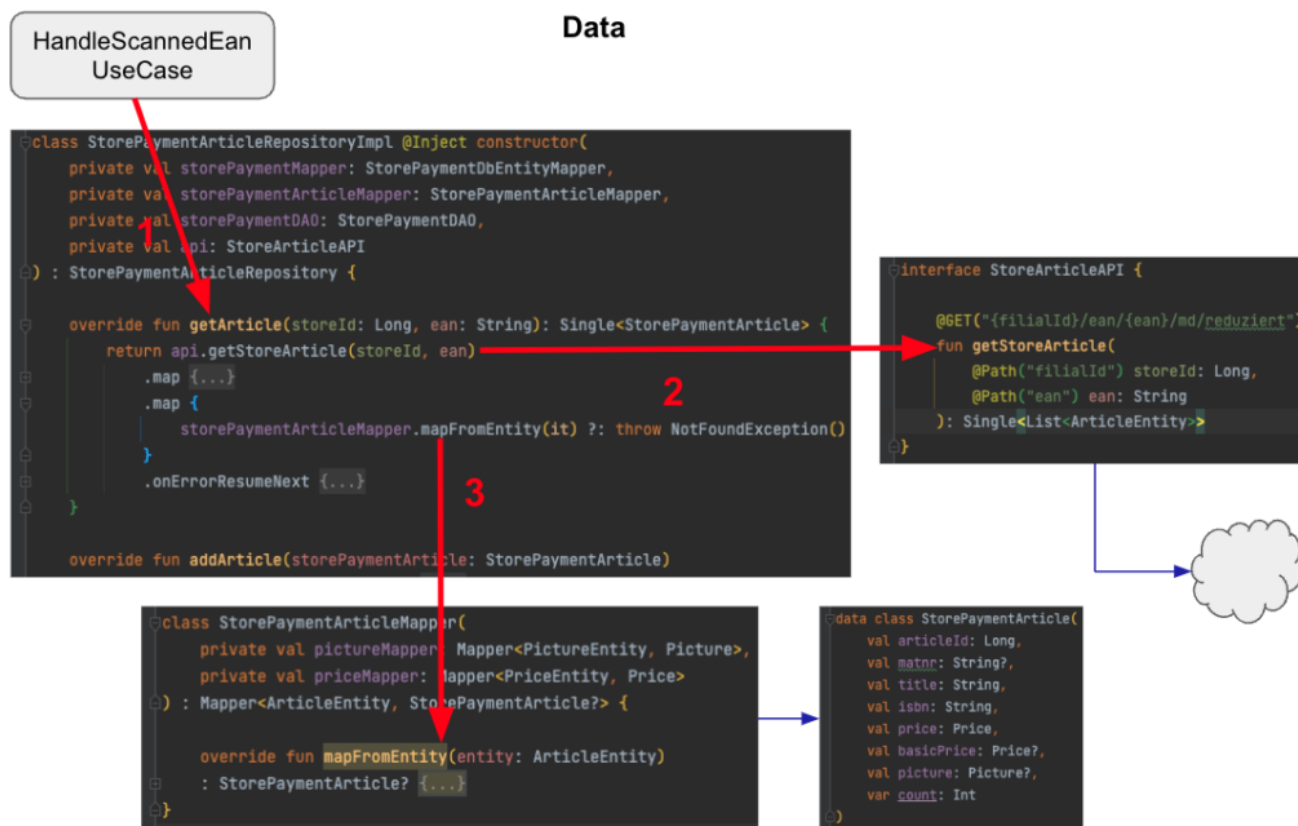 Data
HandleScannedEan
UseCase
class StorePaymentArticleRepositoryImpl @Inject constructor(
private val storePaymentMapper: StorePaymentDbEntityMapper,
private val storePaymentArticleMapper: StorePaymentArticleMapper,
private val storePaymentDAO: StorePaymentDAO,
private val api: StoreArticleAPI
) : StorePaymentArticleRepository {
override fun getArticle(storeId: Long, ean: String): Single<StorePaymentArticle> {
return api.getStoreArticle(storeId, ean)
.map {...}
.map {
storePaymentArticleMapper.mapFromEntity(it) ?: throw NotFoundException()
}
.onErrorResumeNext {...}
}
override fun addArticle(storePaymentArticle: StorePaymentArticle)
1
2
3
interface StoreArticleAPI {
@GET("{filialId}/ean/{ean}/md/reduziert")
fun getStoreArticle(
@Path("filialId") storeId: Long,
@Path("ean") ean: String
): Single<List<ArticleEntity>>
}
class StorePaymentArticleMapper(
private val pictureMapper: Mapper<PictureEntity, Picture>,
private val priceMapper: Mapper<PriceEntity, Price>
) : Mapper<ArticleEntity, StorePaymentArticle?> {
override fun mapFromEntity(entity: ArticleEntity)
: StorePaymentArticle? {...}
}
data class StorePaymentArticle(
val articleId: Long,
val matnr: String?,
val title: String,
val isbn: String,
val price: Price,
val basicPrice: Price?,
val picture: Picture?,
var count: Int
)